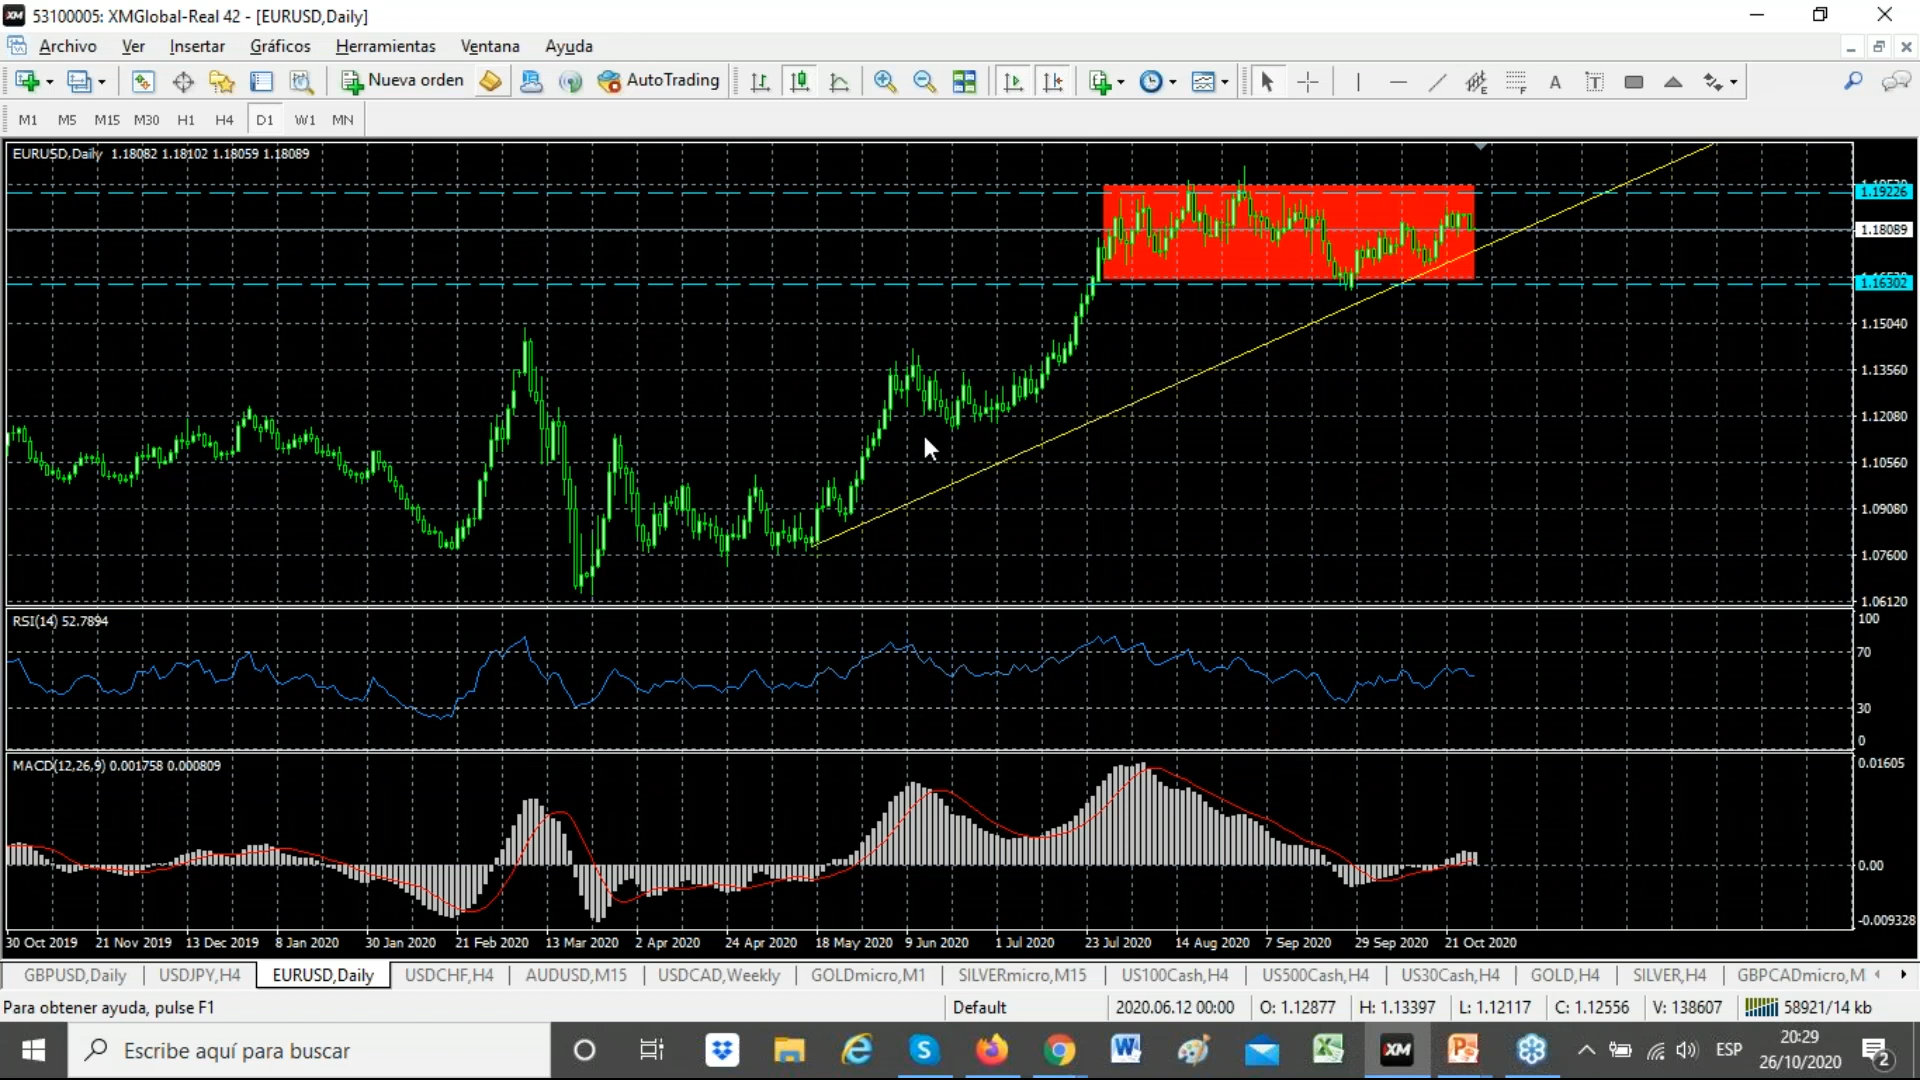 53100005: XMGlobal-Real 42 - [EURUSD,Daily]
Archivo Ver Insertar Gráficos Herramientas Ventana Ayuda
Nueva orden AutoTrading
M1 M5 M15 M30 H1 H4 D1 W1 MN
EURUSD,Daily 1.18082 1.18102 1.18059 1.18089
1.19226
1.18089
1.16302
1.15040
1.13560
1.12080
1.10560
1.09080
1.07600
1.06120
RSI(14) 52.7894
100
70
30
0
MACD(12,26,9) 0.001758 0.000809
0.01605
0.00
-0.009328
30 Oct 2019 21 Nov 2019 13 Dec 2019 8 Jan 2020 30 Jan 2020 21 Feb 2020 13 Mar 2020 2 Apr 2020 24 Apr 2020 18 May 2020 9 Jun 2020 1 Jul 2020 23 Jul 2020 14 Aug 2020 7 Sep 2020 29 Sep 2020 21 Oct 2020
GBPUSD,Daily USDJPY,H4 EURUSD,Daily USDCHF,H4 AUDUSD,M15 USDCAD,Weekly GOLDmicro,M1 SILVERmicro,M15 US100Cash,H4 US500Cash,H4 US30Cash,H4 GOLD,H4 SILVER,H4 GBPCADmicro,M
Para obtener ayuda, pulse F1 Default 2020.06.12 00:00 O: 1.12877 H: 1.13397 L: 1.12117 C: 1.12556 V: 138607 58921/14 kb
Escribe aquí para buscar ESP 20:29
26/10/2020 2